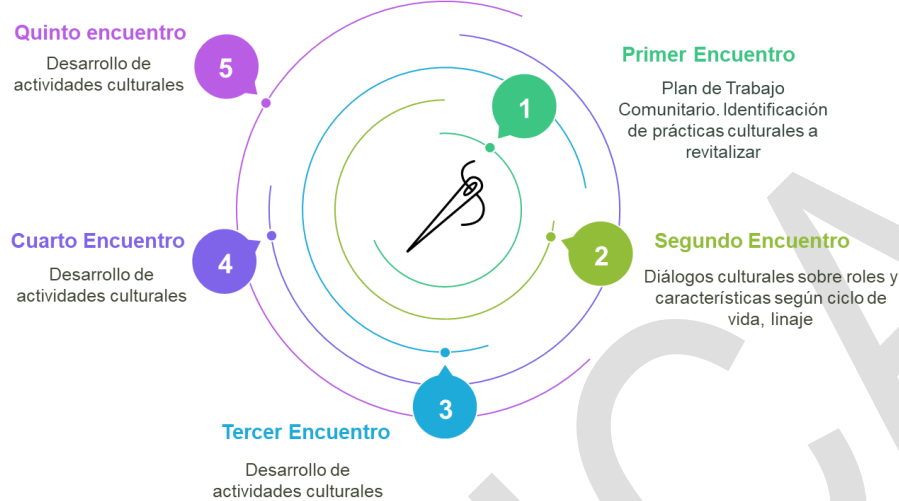 Primer Encuentro
Plan de Trabajo
Comunitario. Identificación
de prácticas culturales a
revitalizar
1
Segundo Encuentro
Diálogos culturales sobre roles y
características según ciclo de
vida, linaje
2
3
Tercer Encuentro
Desarrollo de
actividades culturales
Cuarto Encuentro
Desarrollo de
actividades culturales
4
Quinto encuentro
Desarrollo de
actividades culturales
5